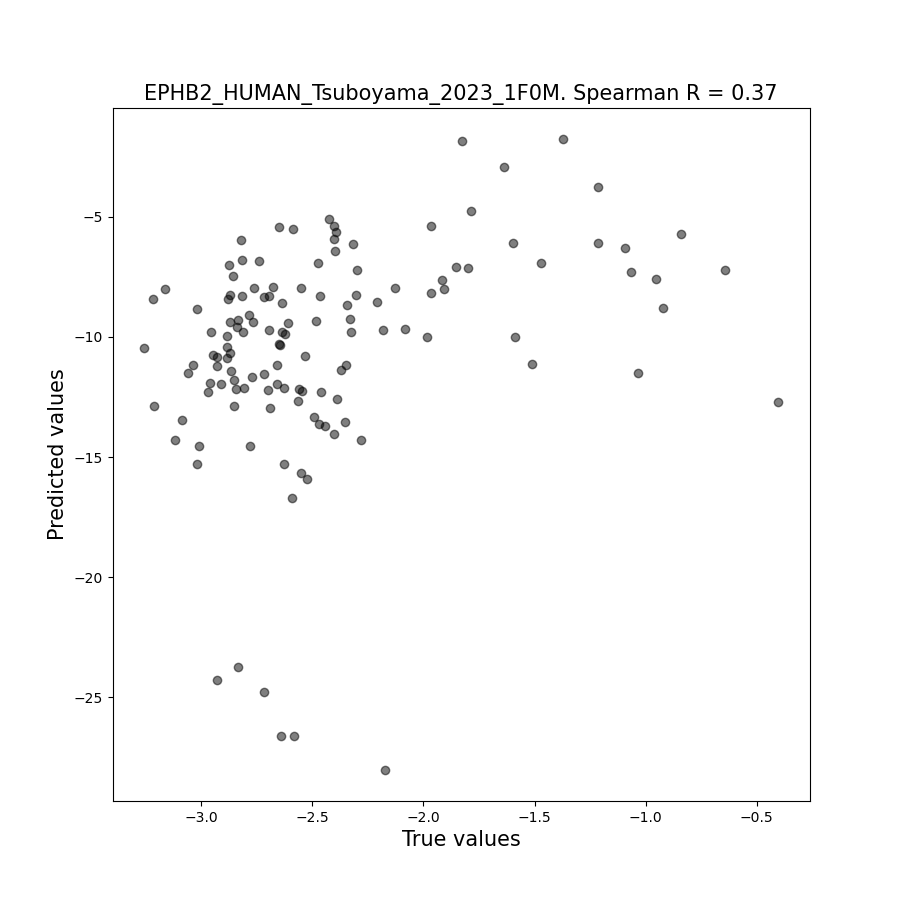 EPHB2_HUMAN_Tsuboyama_2023_1F0M. Spearman R = 0.37
Predicted values
−5
−10
−15
−20
−25
−3.0 −2.5 −2.0 −1.5 −1.0 −0.5
True values